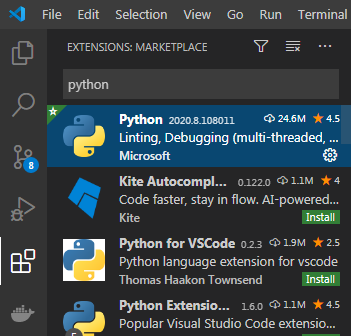 File Edit Selection View Go Run Terminal
EXTENSIONS: MARKETPLACE
python
Python 2020.8.108011 24.6M 4.5
Linting, Debugging (multi-threaded, ...
Microsoft
Kite Autocompl... 0.122.0 1.1M 4
Code faster, stay in flow. AI-powered...
Kite Install
8
Python for VSCode 0.2.3 1.9M 2.5
Python language extension for vscode
Thomas Haakon Townsend Install
Python Extensio... 1.6.0 1.1M 4.5
Popular Visual Studio Code extension...